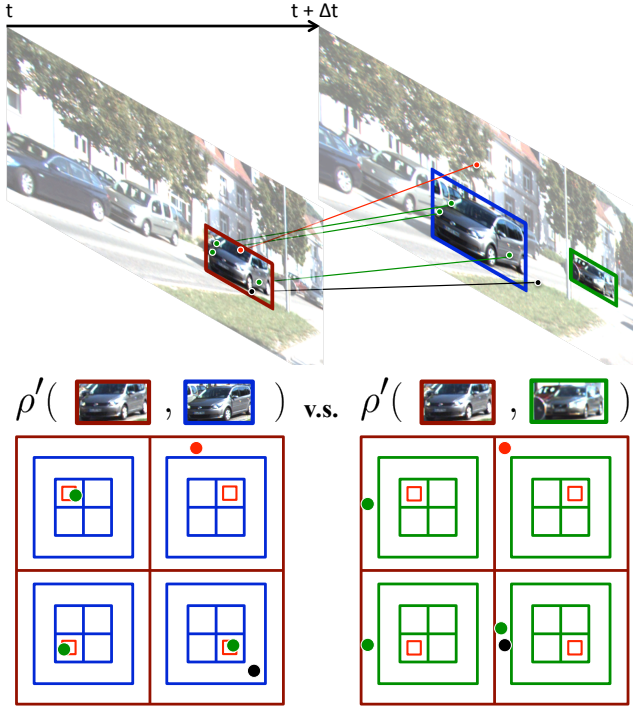 t t + Δt
ρ′( , ) v.s. ρ′( , )